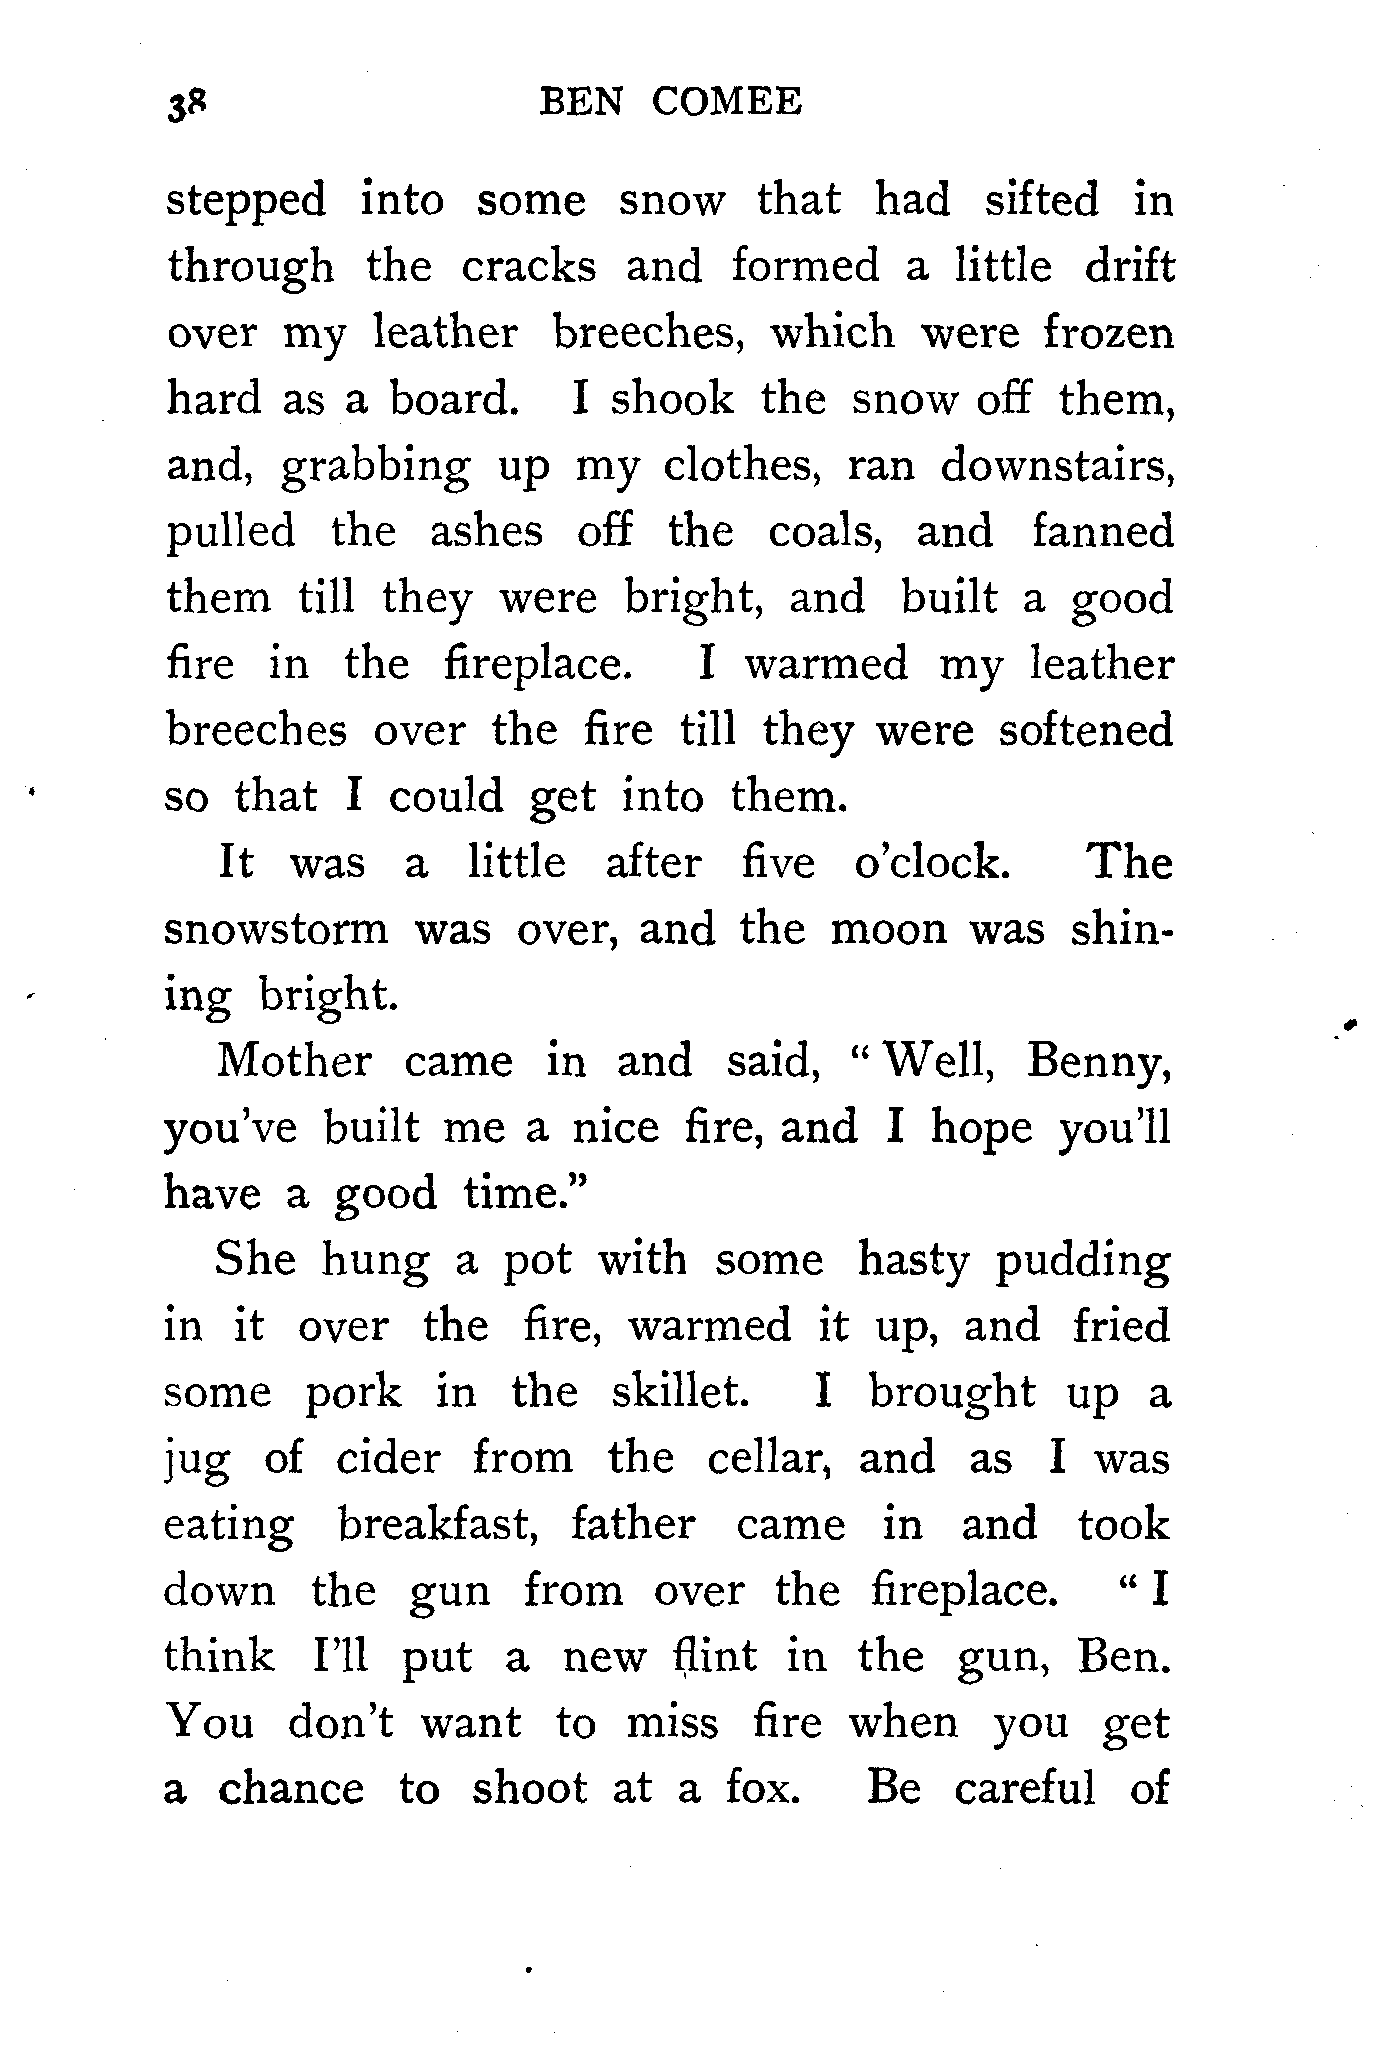 38 BEN COMEE
stepped into some snow that had sifted in
through the cracks and formed a little drift
over my leather breeches, which were frozen
hard as a board. I shook the snow off them,
and, grabbing up my clothes, ran downstairs,
pulled the ashes off the coals, and fanned
them till they were bright, and built a good
fire in the fireplace. I warmed my leather
breeches over the fire till they were softened
so that I could get into them.
It was a little after five o'clock. The
snowstorm was over, and the moon was shin-
ing bright.
Mother came in and said, “Well, Benny,
you've built me a nice fire, and I hope you'll
have a good time.”
She hung a pot with some hasty pudding
in it over the fire, warmed it up, and fried
some pork in the skillet. I brought up a
jug of cider from the cellar, and as I was
eating breakfast, father came in and took
down the gun from over the fireplace. “I
think I'll put a new flint in the gun, Ben.
You don't want to miss fire when you get
a chance to shoot at a fox. Be careful of